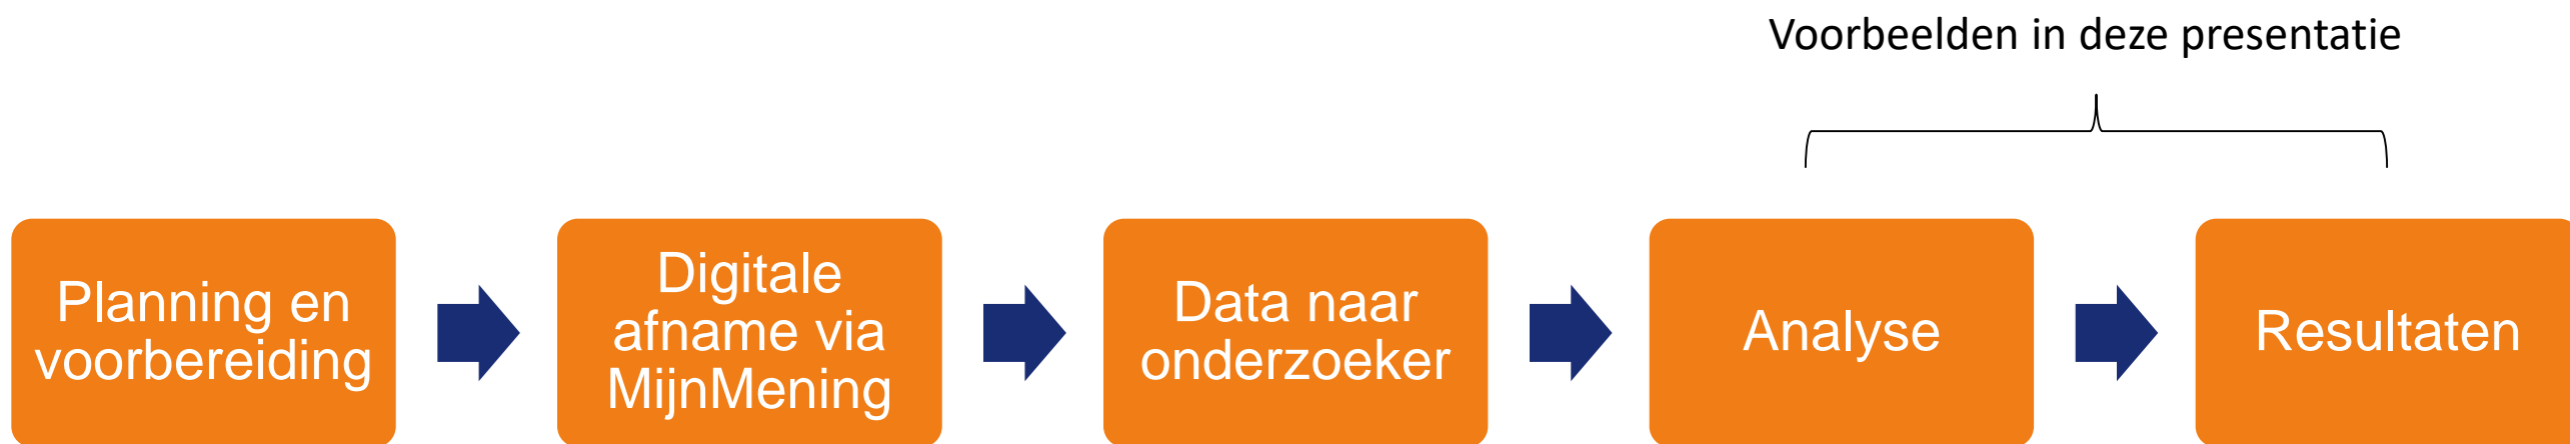 Voorbeelden in deze presentatie
Planning en
voorbereiding
Digitale
afname via
MijnMening
Data naar
onderzoeker
Analyse
Resultaten